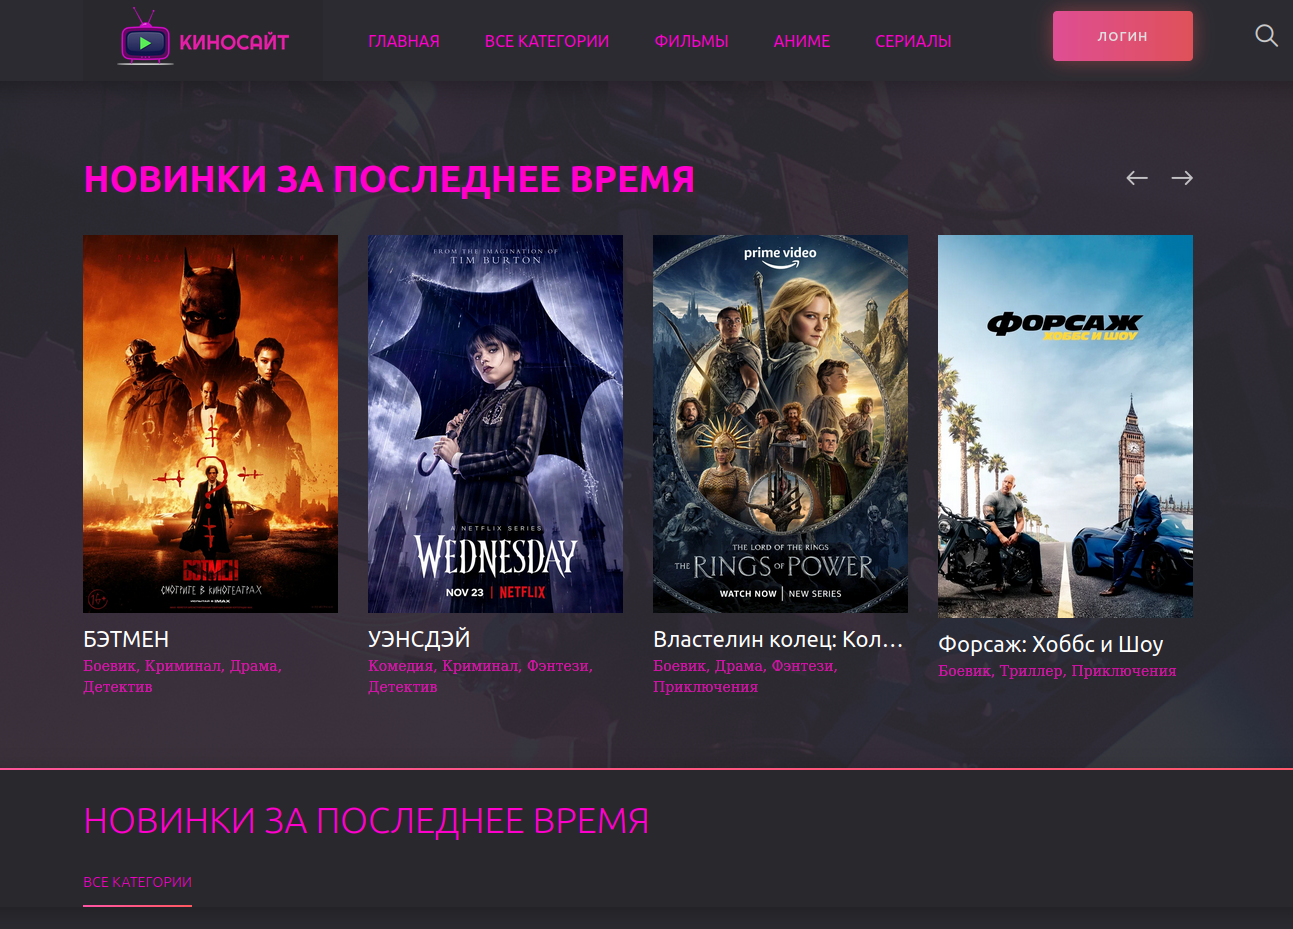 КИНОСАЙТ
ГЛАВНАЯ
ВСЕ КАТЕГОРИИ
ФИЛЬМЫ
АНИМЕ
СЕРИАЛЫ
ЛОГИН
НОВИНКИ ЗА ПОСЛЕДНЕЕ ВРЕМЯ
БЭТМЕН
СМОТРИТЕ В КИНОТЕАТРАХ
IMAX
16+
FROM THE IMAGINATION OF
TIM BURTON
A NETFLIX SERIES
WEDNESDAY
NOV 23 | NETFLIX
prime video
THE LORD OF THE RINGS
THE RINGS OF POWER
WATCH NOW | NEW SERIES
ФОРСАЖ
ХОББС И ШОУ
БЭТМЕН
Боевик, Криминал, Драма,
Детектив
УЭНСДЭЙ
Комедия, Криминал, Фэнтези,
Детектив
Властелин колец: Кол...
Боевик, Драма, Фэнтези,
Приключения
Форсаж: Хоббс и Шоу
Боевик, Триллер, Приключения
НОВИНКИ ЗА ПОСЛЕДНЕЕ ВРЕМЯ
ВСЕ КАТЕГОРИИ